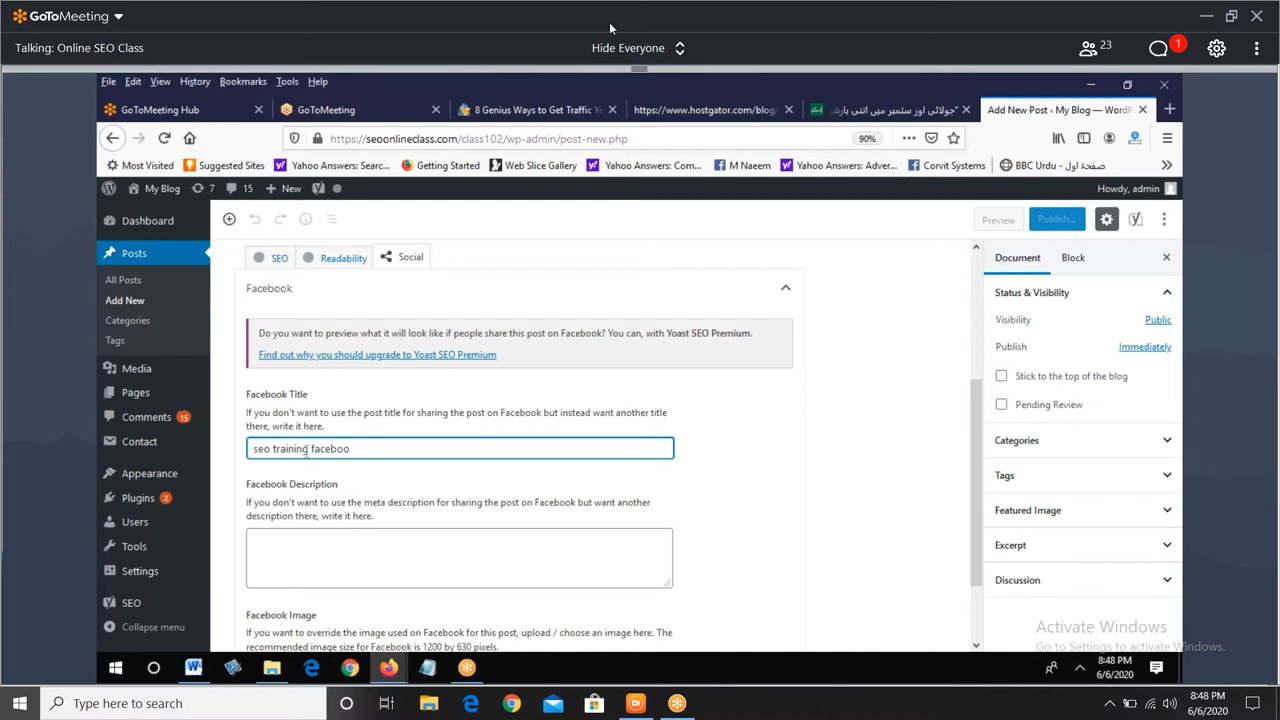 GoToMeeting
Talking: Online SEO Class
Hide Everyone
23
1
File Edit View History Bookmarks Tools Help
GoToMeeting Hub
GoToMeeting
8 Genius Ways to Get Traffic Y
https://www.hostgator.com/blog/
جولائی اور ستمبر میں اتنی بارش"
Add New Post ‹ My Blog — WordP
https://seoonlineclass.com/class102/wp-admin/post-new.php
90%
Most Visited
Suggested Sites
Yahoo Answers: Searc...
Getting Started
Web Slice Gallery
Yahoo Answers: Com...
M Naeem
Yahoo Answers: Adver...
Corvit Systems
BBC Urdu - صفحۂ اول
My Blog
7
15
New
Howdy, admin
Dashboard
Posts
All Posts
Add New
Categories
Tags
Media
Pages
Comments 15
Contact
Appearance
Plugins 2
Users
Tools
Settings
SEO
Collapse menu
Preview
Publish...
SEO
Readability
Social
Facebook
Do you want to preview what it will look like if people share this post on Facebook? You can, with Yoast SEO Premium.
Find out why you should upgrade to Yoast SEO Premium
Facebook Title
If you don't want to use the post title for sharing the post on Facebook but instead want another title
there, write it here.
seo training faceboo
Facebook Description
If you don't want to use the meta description for sharing the post on Facebook but want another
description there, write it here.
Facebook Image
If you want to override the image used on Facebook for this post, upload / choose an image here. The
recommended image size for Facebook is 1200 by 630 pixels.
Document
Block
Status & Visibility
Visibility
Public
Publish
Immediately
Stick to the top of the blog
Pending Review
Categories
Tags
Featured Image
Excerpt
Discussion
Activate Windows
Go to Settings to activate Windows.
8:48 PM
6/6/2020
Type here to search
8:48 PM
6/6/2020